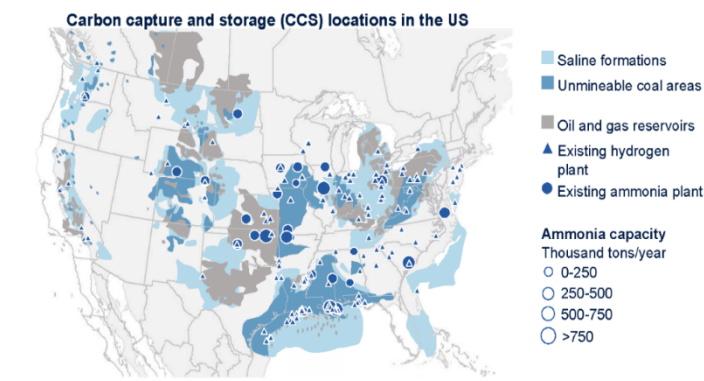 Carbon capture and storage (CCS) locations in the US
Saline formations
Unmineable coal areas
Oil and gas reservoirs
Existing hydrogen
plant
Existing ammonia plant
Ammonia capacity
Thousand tons/year
0-250
250-500
500-750
>750